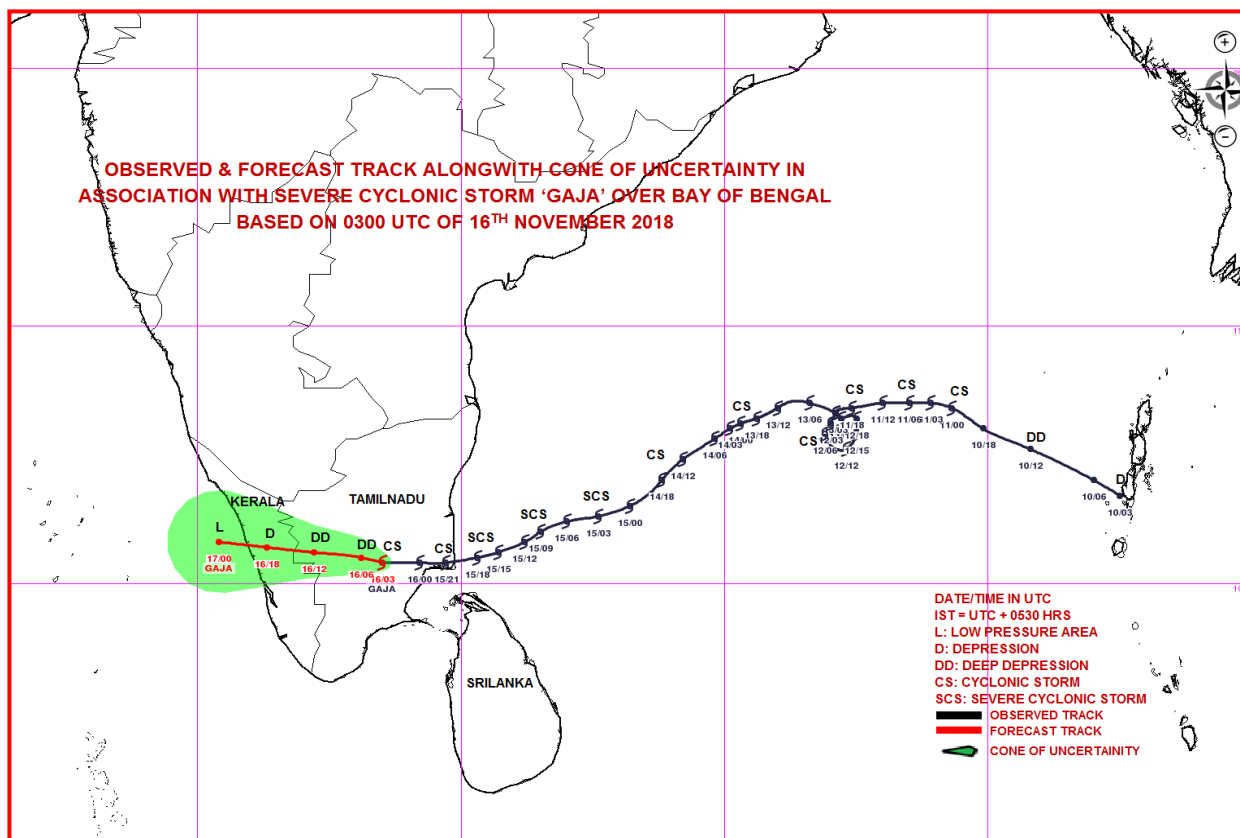 OBSERVED & FORECAST TRACK ALONGWITH CONE OF UNCERTAINTY IN
ASSOCIATION WITH SEVERE CYCLONIC STORM ‘GAJA’ OVER BAY OF BENGAL
BASED ON 0300 UTC OF 16TH NOVEMBER 2018
15
CS
CS
CS
CS
13/06
11/18
11/12
11/06
11/03
11/00
13/12
13/18
14/03
14/06
CS
12/03
12/18
12/06
12/15
12/12
10/18
DD
10/12
CS
14/12
14/18
D
10/06
10/03
KERALA
TAMILNADU
SCS
15/00
15/03
SCS
15/06
15/09
L
D
DD
DD
CS
CS
SCS
15/12
15/15
15/18
17/00
GAJA
16/18
16/12
16/06
16/03
GAJA
16/00
15/21
10
DATE/TIME IN UTC
IST = UTC + 0530 HRS
L: LOW PRESSURE AREA
D: DEPRESSION
DD: DEEP DEPRESSION
CS: CYCLONIC STORM
SCS: SEVERE CYCLONIC STORM
OBSERVED TRACK
FORECAST TRACK
CONE OF UNCERTAINITY
SRILANKA